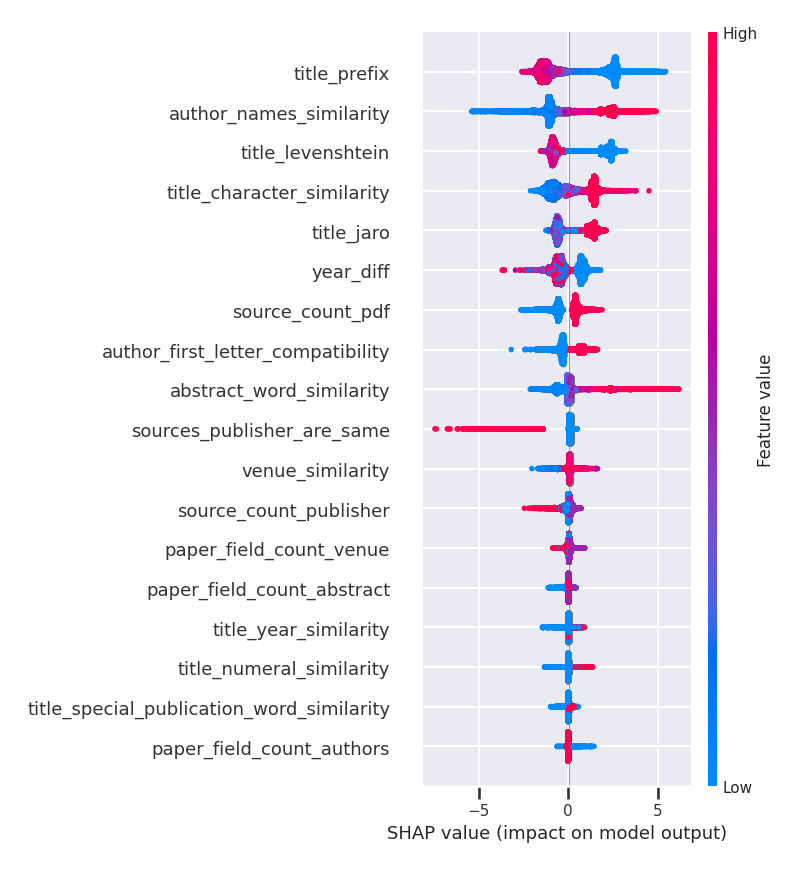 High
title_prefix
author_names_similarity
title_levenshtein
title_character_similarity
title_jaro
year_diff
source_count_pdf
author_first_letter_compatibility
abstract_word_similarity
sources_publisher_are_same
venue_similarity
source_count_publisher
paper_field_count_venue
paper_field_count_abstract
title_year_similarity
title_numeral_similarity
title_special_publication_word_similarity
paper_field_count_authors
Feature value
Low
−5 0 5
SHAP value (impact on model output)